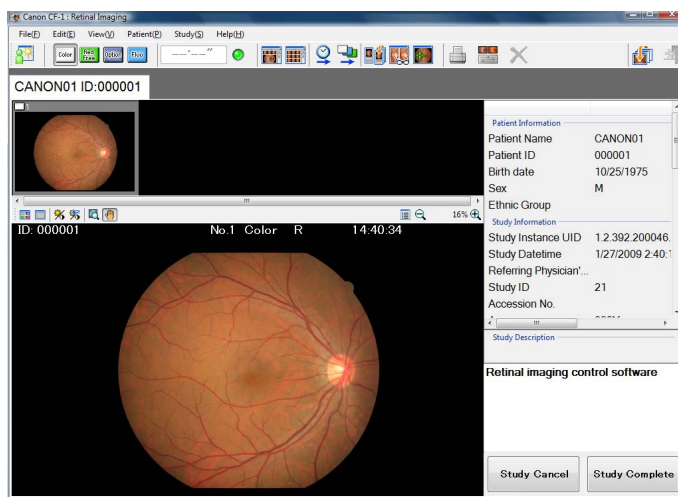 Canon CF-1 : Retinal Imaging
File(F) Edit(E) View(V) Patient(P) Study(S) Help(H)
Color Red Free Option Fluo --'--"
CANON01 ID:000001
1
Patient Information
Patient Name CANON01
Patient ID 000001
Birth date 10/25/1975
Sex M
Ethnic Group
16%
ID: 000001 No.1 Color R 14:40:34
Study Information
Study Instance UID 1.2.392.200046.
Study Datetime 1/27/2009 2:40:
Referring Physician'...
Study ID 21
Accession No.
Study Description
Retinal imaging control software
Study Cancel Study Complete